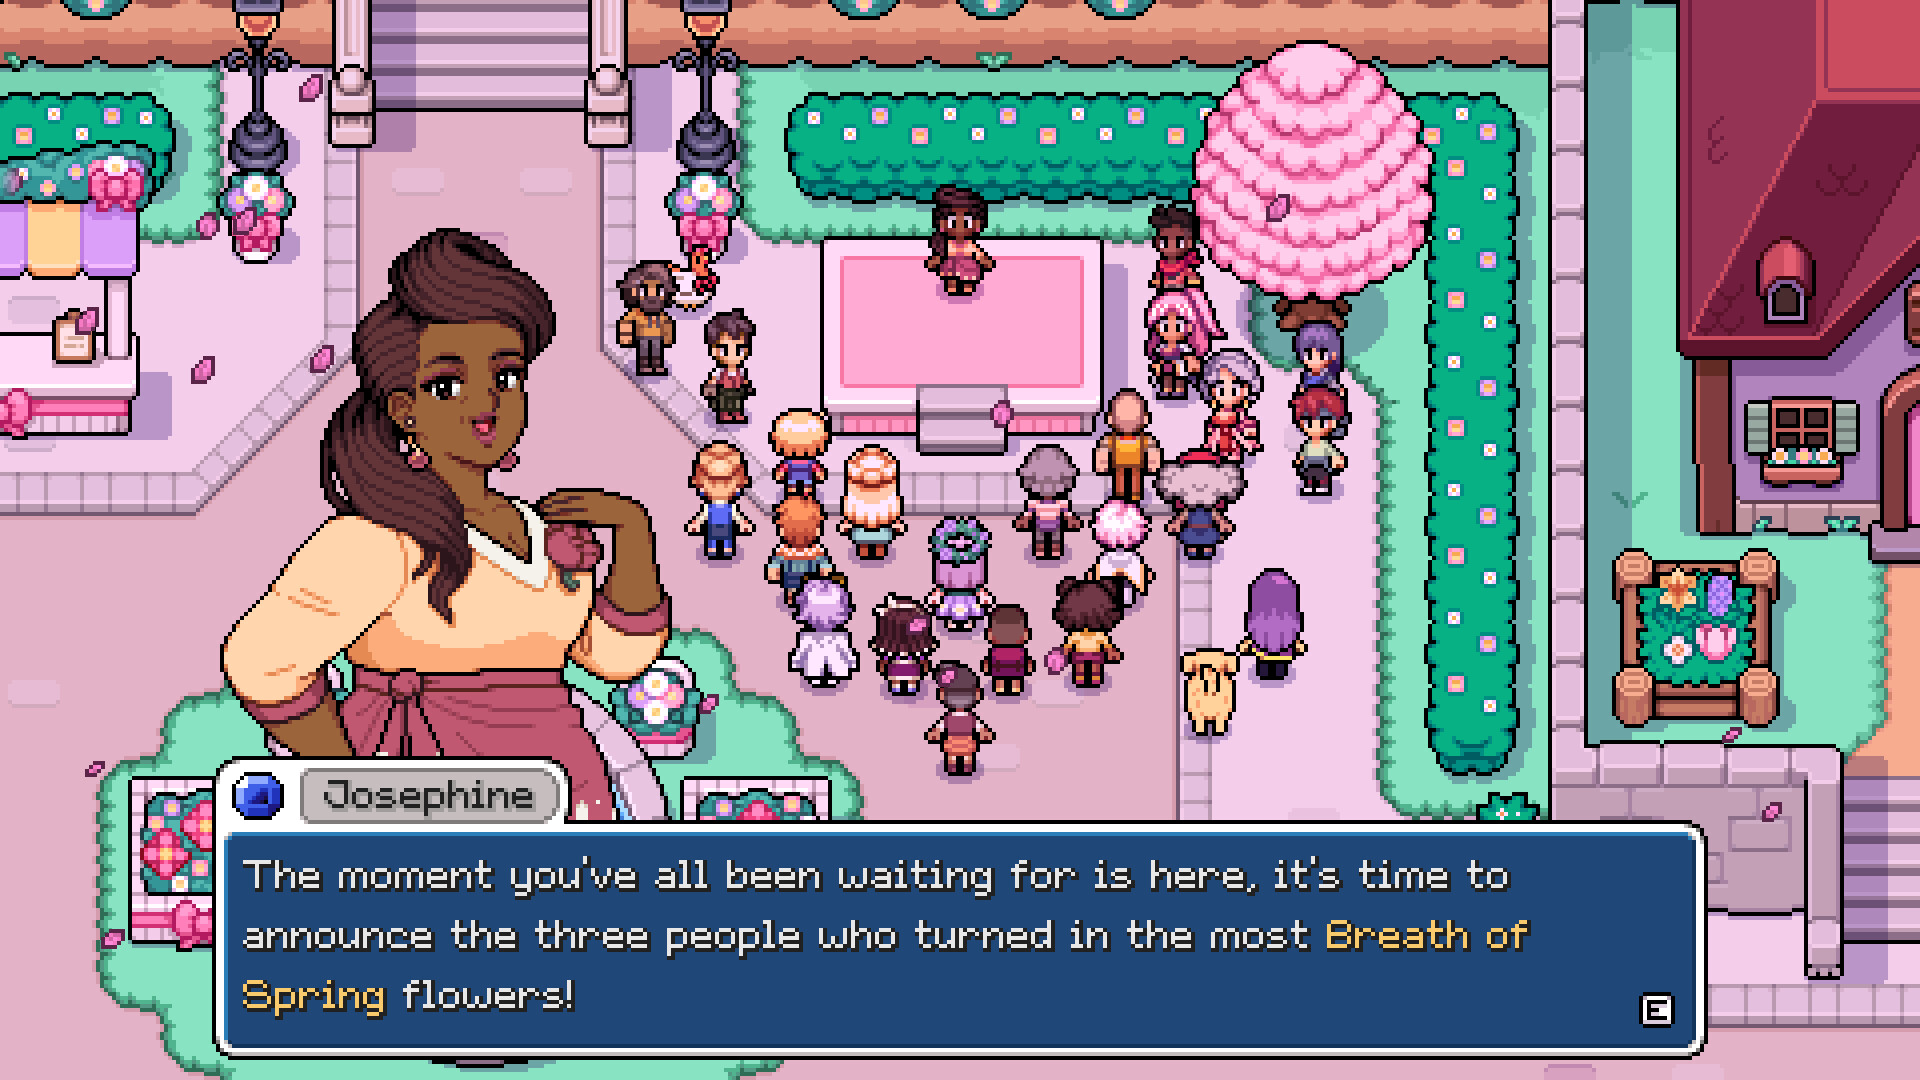 Josephine
The moment you've all been waiting for is here, it's time to
announce the three people who turned in the most Breath of
Spring flowers!
E